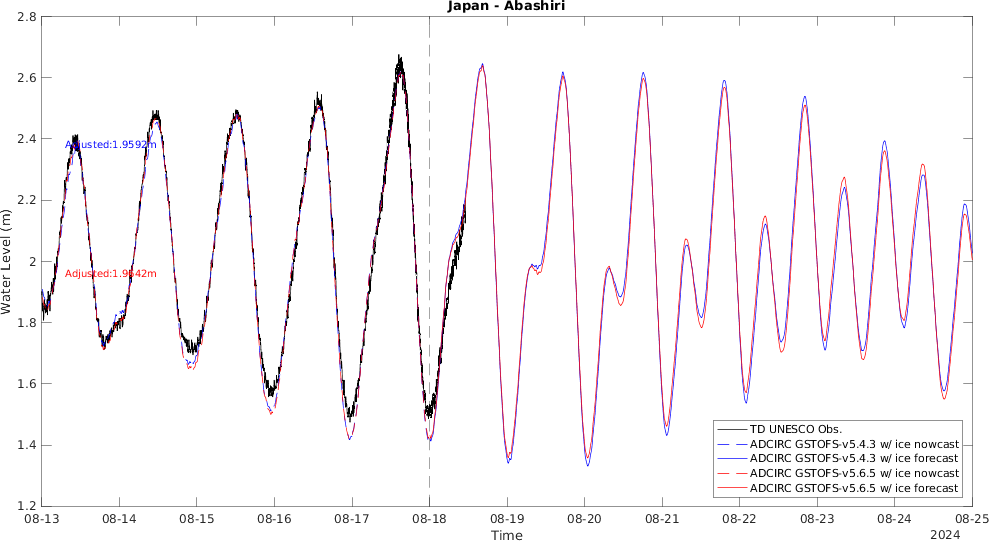 Japan - Abashiri
2.8
2.6
2.4
2.2
2
1.8
1.6
1.4
1.2
Water Level (m)
Adjusted:1.9592m
Adjusted:1.9542m
TD UNESCO Obs.
ADCIRC GSTOFS-v5.4.3 w/ ice nowcast
ADCIRC GSTOFS-v5.4.3 w/ ice forecast
ADCIRC GSTOFS-v5.6.5 w/ ice nowcast
ADCIRC GSTOFS-v5.6.5 w/ ice forecast
08-13 08-14 08-15 08-16 08-17 08-18 08-19 08-20 08-21 08-22 08-23 08-24 08-25
Time
2024